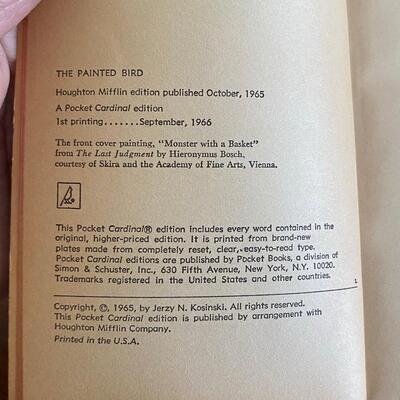 THE PAINTED BIRD
Houghton Mifflin edition published October, 1965
A Pocket Cardinal edition
1st printing.......September, 1966
The front cover painting, "Monster with a Basket"
from The Last Judgment by Hieronymus Bosch,
courtesy of Skira and the Academy of Fine Arts, Vienna.
This Pocket Cardinal® edition includes every word contained in the
original, higher-priced edition. It is printed from brand-new
plates made from completely reset, clear, easy-to-read type.
Pocket Cardinal editions are published by Pocket Books, a division of
Simon & Schuster, Inc., 630 Fifth Avenue, New York, N.Y. 10020.
Trademarks registered in the United States and other countries.
Copyright, ©, 1965, by Jerzy N. Kosinski. All rights reserved.
This Pocket Cardinal edition is published by arrangement with
Houghton Mifflin Company.
Printed in the U.S.A.